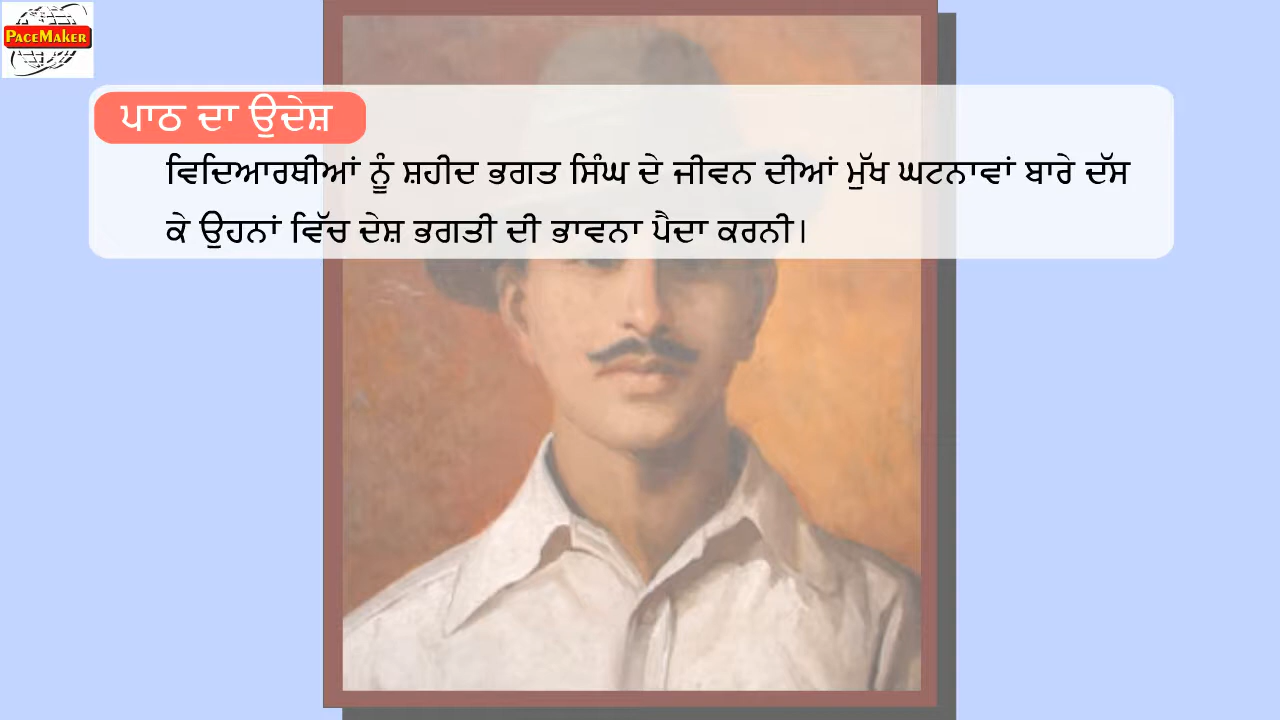 PACEMAKER
ਪਾਠ ਦਾ ਉਦੇਸ਼
ਵਿਦਿਆਰਥੀਆਂ ਨੂੰ ਸ਼ਹੀਦ ਭਗਤ ਸਿੰਘ ਦੇ ਜੀਵਨ ਦੀਆਂ ਮੁੱਖ ਘਟਨਾਵਾਂ ਬਾਰੇ ਦੱਸ
ਕੇ ਉਹਨਾਂ ਵਿੱਚ ਦੇਸ਼ ਭਗਤੀ ਦੀ ਭਾਵਨਾ ਪੈਦਾ ਕਰਨੀ।